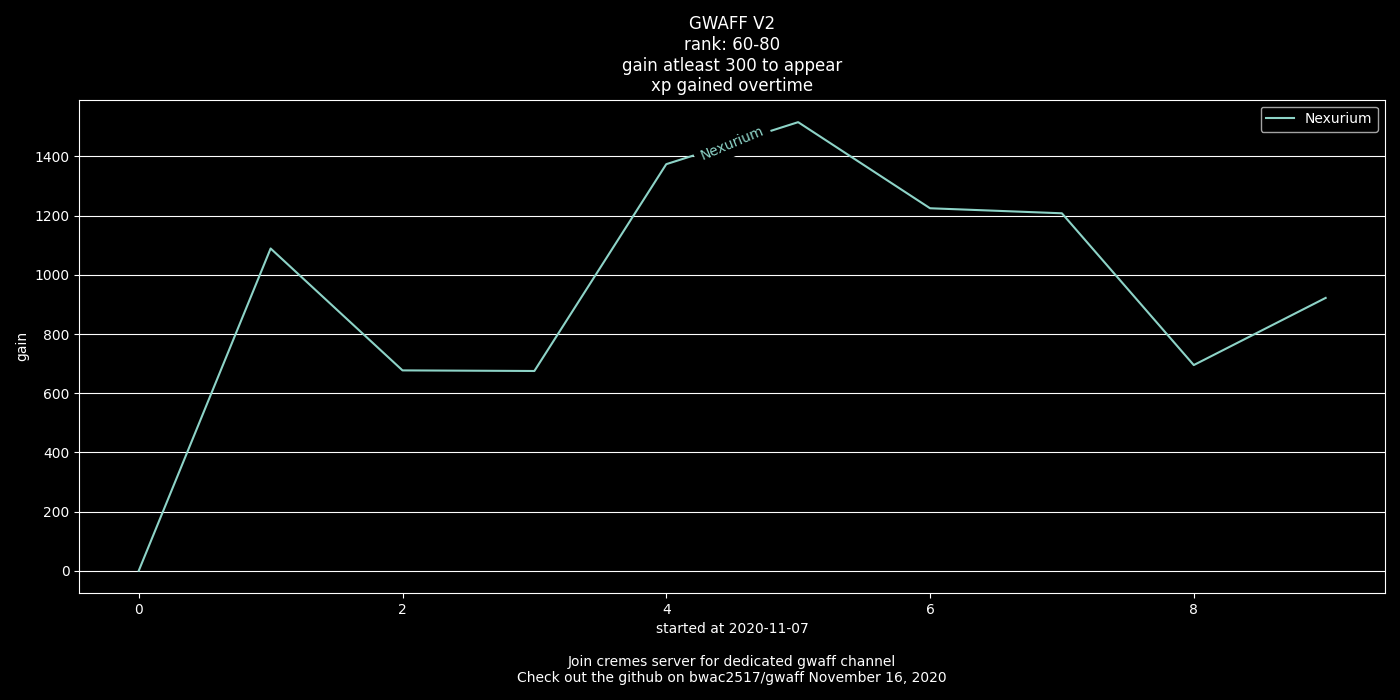 GWAFF V2
rank: 60-80
gain atleast 300 to appear
xp gained overtime
Nexurium
Nexurium
1400
1200
1000
800
600
400
200
0
gain
0 2 4 6 8
started at 2020-11-07
Join cremes server for dedicated gwaff channel
Check out the github on bwac2517/gwaff November 16, 2020